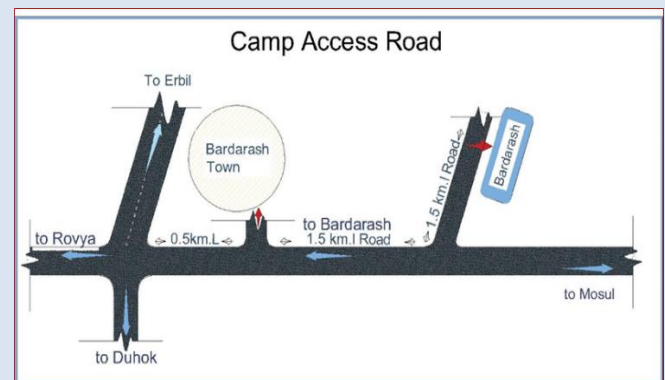 Camp Access Road
To Erbil
Bardarash
Town
Bardarash
1.5 km.l Road
to Bardarash
to Rovya
0.5km.L
1.5 km.l Road
to Mosul
to Duhok